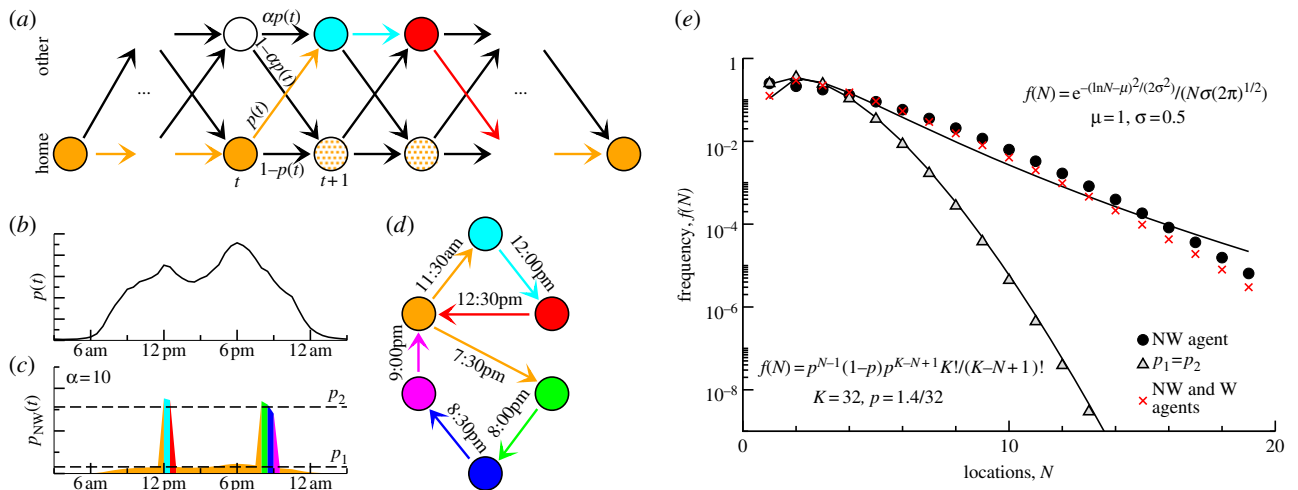 (a)
other
home
...
...
αp(t)
1–αp(t)
p(t)
1–p(t)
t
t+1
(b)
p(t)
6 am
12 pm
6 pm
12 am
(c)
α=10
p_NW(t)
p_2
p_1
6 am
12 pm
6 pm
12 am
(d)
11:30am
12:00pm
12:30pm
9:00pm
7:30pm
8:30pm
8:00pm
(e)
frequency, f(N)
1
10^−2
10^−4
10^−6
10^−8
f(N) = e^−(lnN–μ)^2/(2σ^2)/(Nσ(2π)^1/2)
μ = 1, σ = 0.5
f(N) = p^N−1(1–p)p^K−N+1K!/(K–N+1)!
K = 32, p = 1.4/32
NW agent
p_1=p_2
NW and W
agents
0
5
10
15
20
locations, N